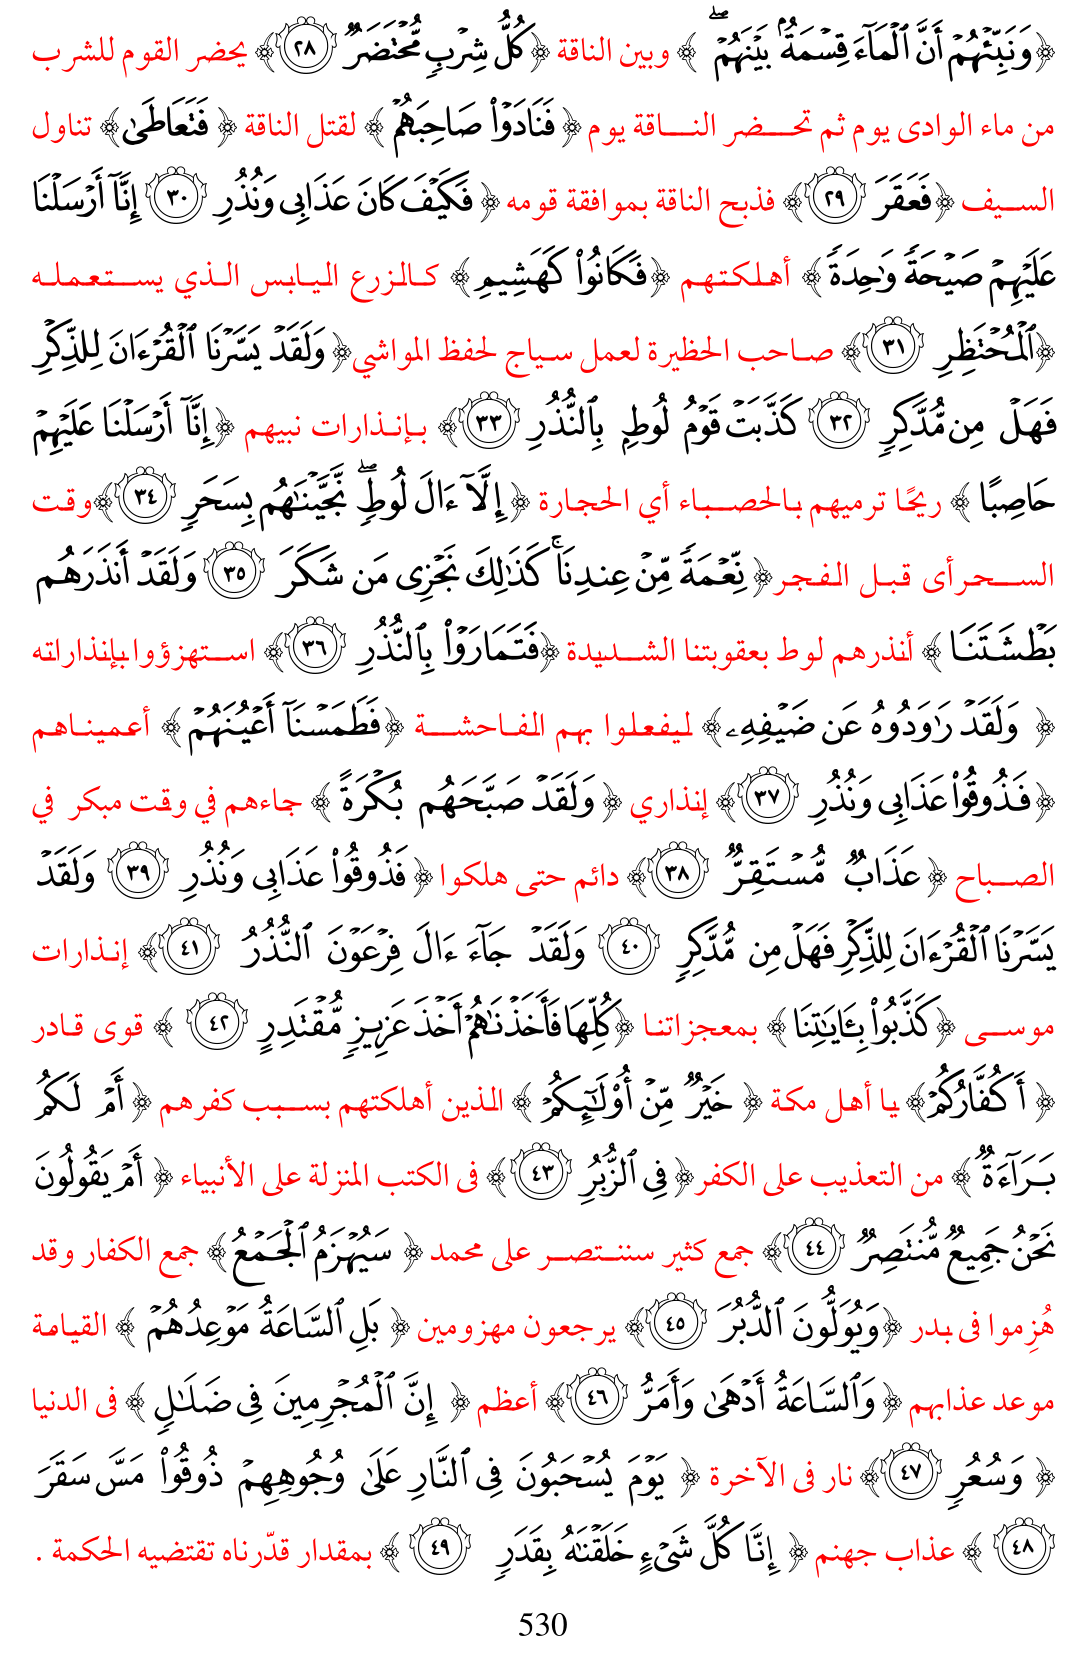 ﴿وَنَبِّئْهُمْ أَنَّ ٱلْمَآءَ قِسْمَةٌۢ بَيْنَهُمْۖ ﴾ وبين الناقة ﴿كُلُّ شِرْبٍ مُّحْتَضَرٌ ٢٨﴾ يحضر القوم للشرب
من ماء الوادى يوم ثم تحضر الناقة يوم ﴿ فَنَادَوْا۟ صَاحِبَهُمْ ﴾ لقتل الناقة ﴿ فَتَعَاطَىٰ﴾ تناول
السيف ﴿فَعَقَرَ ٢٩﴾ فذبح الناقة بموافقة قومه ﴿ فَكَيْفَ كَانَ عَذَابِى وَنُذُرِ ٣٠ إِنَّآ أَرْسَلْنَا
عَلَيْهِمْ صَيْحَةً وَٰحِدَةً ﴾ أهلكتهم ﴿فَكَانُوا۟ كَهَشِيمِ﴾ كالزرع اليابس الذي يستعمله
﴿ٱلْمُحْتَظِرِ ٣١﴾ صاحب الحظيرة لعمل سياج لحفظ المواشي﴿ وَلَقَدْ يَسَّرْنَا ٱلْقُرْءَانَ لِلذِّكْرِ
فَهَلْ مِن مُّدَّكِرٍ ٣٢ كَذَّبَتْ قَوْمُ لُوطٍۭ بِٱلنُّذُرِ ٣٣﴾ بإنذارات نبيهم ﴿إِنَّآ أَرْسَلْنَا عَلَيْهِمْ
حَاصِبًا ﴾ ريحًا ترميهم بالحصباء أي الحجارة ﴿ إِلَّآ ءَالَ لُوطٍۖ نَّجَّيْنَٰهُم بِسَحَرٍ ٣٤﴾وقت
السحرأى قبل الفجر﴿ نِّعْمَةً مِّنْ عِندِنَاۚ كَذَٰلِكَ نَجْزِى مَن شَكَرَ ٣٥ وَلَقَدْ أَنذَرَهُم
بَطْشَتَنَا ﴾ أنذرهم لوط بعقوبتنا الشديدة ﴿فَتَمَارَوْا۟ بِٱلنُّذُرِ ٣٦﴾ استهزؤوا بإنذاراته
﴿ وَلَقَدْ رَٰوَدُوهُ عَن ضَيْفِهِۦ﴾ ليفعلوا بهم الفاحشة ﴿فَطَمَسْنَآ أَعْيُنَهُمْ ﴾ أعميناهم
﴿ فَذُوقُوا۟ عَذَابِى وَنُذُرِ ٣٧﴾ إنذاري ﴿ وَلَقَدْ صَبَّحَهُم بُكْرَةً ﴾ جاءهم في وقت مبكر في
الصباح ﴿ عَذَابٌ مُّسْتَقِرٌّ ٣٨﴾ دائم حتى هلكوا ﴿ فَذُوقُوا۟ عَذَابِى وَنُذُرِ ٣٩ وَلَقَدْ
يَسَّرْنَا ٱلْقُرْءَانَ لِلذِّكْرِ فَهَلْ مِن مُّدَّكِرٍ ٤٠ وَلَقَدْ جَآءَ ءَالَ فِرْعَوْنَ ٱلنُّذُرُ ٤١﴾ إنذارات
موسى ﴿ كَذَّبُوا۟ بِـَٔايَٰتِنَا﴾ بمعجزاتنا ﴿كُلِّهَا فَأَخَذْنَٰهُمْ أَخْذَ عَزِيزٍ مُّقْتَدِرٍ ٤٢ ﴾ قوى قادر
﴿ أَكُفَّارُكُمْ﴾ يا أهل مكة ﴿ خَيْرٌ مِّنْ أُو۟لَٰٓئِكُمْ ﴾ الذين أهلكتهم بسبب كفرهم ﴿ أَمْ لَكُم
بَرَآءَةٌ ﴾ من التعذيب على الكفر﴿ فِى ٱلزُّبُرِ ٤٣﴾ فى الكتب المنزلة على الأنبياء ﴿ أَمْ يَقُولُونَ
نَحْنُ جَمِيعٌ مُّنتَصِرٌ ٤٤﴾ جمع كثير سننتصر على محمد ﴿ سَيُهْزَمُ ٱلْجَمْعُ﴾ جمع الكفار وقد
هُزِموا فى بدر ﴿وَيُوَلُّونَ ٱلدُّبُرَ ٤٥﴾ يرجعون مهزومين ﴿ بَلِ ٱلسَّاعَةُ مَوْعِدُهُمْ ﴾ القيامة
موعد عذابهم ﴿ وَٱلسَّاعَةُ أَدْهَىٰ وَأَمَرُّ ٤٦﴾ أعظم ﴿ إِنَّ ٱلْمُجْرِمِينَ فِى ضَلَٰلٍ﴾ فى الدنيا
﴿ وَسُعُرٍ ٤٧﴾ نار فى الآخرة ﴿ يَوْمَ يُسْحَبُونَ فِى ٱلنَّارِ عَلَىٰ وُجُوهِهِمْ ذُوقُوا۟ مَسَّ سَقَرَ
٤٨ ﴾ عذاب جهنم ﴿ إِنَّا كُلَّ شَىْءٍ خَلَقْنَٰهُ بِقَدَرٍ ٤٩ ﴾ بمقدار قدّرناه تقتضيه الحكمة .
530